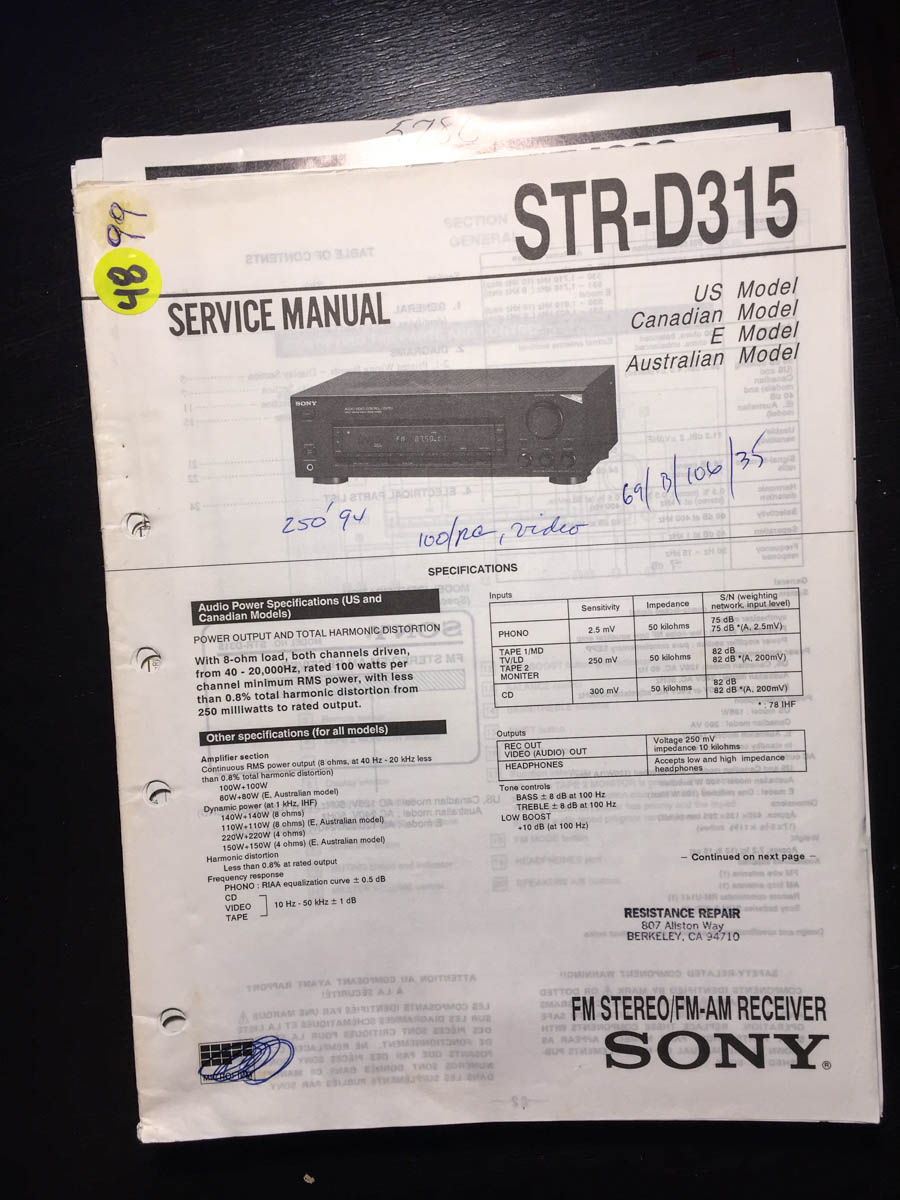 STR-D315
99
48
SERVICE MANUAL
US Model
Canadian Model
E Model
Australian Model
SONY
250' 94
100/RC, video
69/B/106/35
SPECIFICATIONS
Audio Power Specifications (US and
Canadian Models)
POWER OUTPUT AND TOTAL HARMONIC DISTORTION
With 8-ohm load, both channels driven,
from 40 - 20,000Hz, rated 100 watts per
channel minimum RMS power, with less
than 0.8% total harmonic distortion from
250 milliwatts to rated output.
Other specifications (for all models)
Amplifier section
Continuous RMS power output (8 ohms, at 40 Hz - 20 kHz less
than 0.8% total harmonic distortion)
100W+100W
80W+80W (E, Australian model)
Dynamic power (at 1 kHz, IHF)
140W+140W (8 ohms)
110W+110W (8 ohms) (E, Australian model)
220W+220W (4 ohms)
150W+150W (4 ohms) (E, Australian model)
Harmonic distortion
Less than 0.8% at rated output
Frequency response
PHONO : RIAA equalization curve ± 0.5 dB
CD
VIDEO 10 Hz - 50 kHz ± 1 dB
TAPE
Inputs
Sensitivity Impedance S/N (weighting
network, input level)
PHONO 2.5 mV 50 kilohms 75 dB
75 dB *(A, 2.5mV)
TAPE 1/MD
TV/LD
TAPE 2
MONITER 250 mV 50 kilohms 82 dB
82 dB *(A, 200mV)
CD 300 mV 50 kilohms 82 dB
82 dB *(A, 200mV)
* : 78 IHF
Outputs
REC OUT
VIDEO (AUDIO) OUT Voltage 250 mV
impedance 10 kilohms
HEADPHONES Accepts low and high impedance
headphones
Tone controls
BASS ± 8 dB at 100 Hz
TREBLE ± 8 dB at 100 Hz
LOW BOOST
+10 dB (at 100 Hz)
– Continued on next page –
RESISTANCE REPAIR
807 Allston Way
BERKELEY, CA 94710
FM STEREO/FM-AM RECEIVER
SONY®
MICROFILM